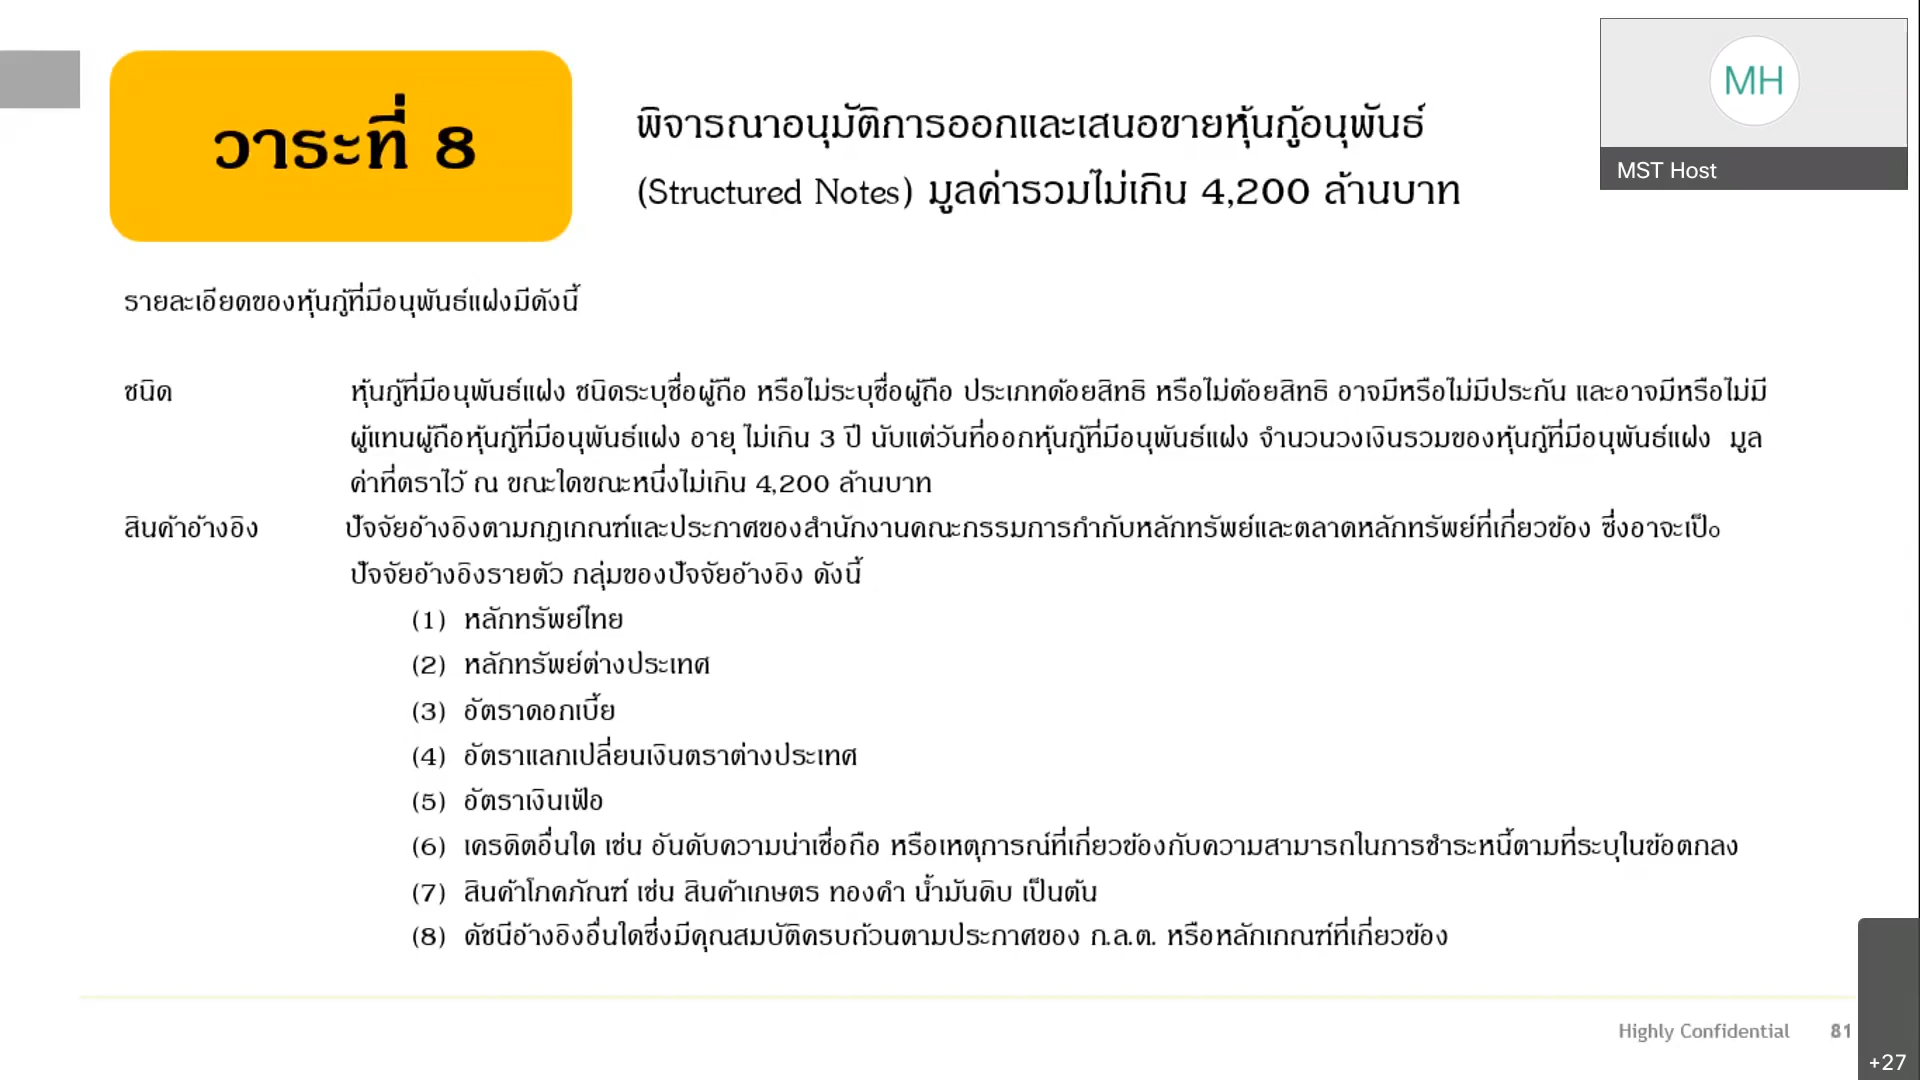 วาระที่ 8
พิจารณาอนุมัติการออกและเสนอขายหุ้นกู้อนุพันธ์
(Structured Notes) มูลค่ารวมไม่เกิน 4,200 ล้านบาท
MH
MST Host
รายละเอียดของหุ้นกู้ที่มีอนุพันธ์แฝงมีดังนี้
ชนิด หุ้นกู้ที่มีอนุพันธ์แฝง ชนิดระบุชื่อผู้ถือ หรือไม่ระบุชื่อผู้ถือ ประเภทด้อยสิทธิ หรือไม่ด้อยสิทธิ อาจมีหรือไม่มีประกัน และอาจมีหรือไม่มี
ผู้แทนผู้ถือหุ้นกู้ที่มีอนุพันธ์แฝง อายุ ไม่เกิน 3 ปี นับแต่วันที่ออกหุ้นกู้ที่มีอนุพันธ์แฝง จำนวนวงเงินรวมของหุ้นกู้ที่มีอนุพันธ์แฝง มูล
ค่าที่ตราไว้ ณ ขณะใดขณะหนึ่งไม่เกิน 4,200 ล้านบาท
สินค้าอ้างอิง ปัจจัยอ้างอิงตามกฎเกณฑ์และประกาศของสำนักงานคณะกรรมการกำกับหลักทรัพย์และตลาดหลักทรัพย์ที่เกี่ยวข้อง ซึ่งอาจจะเป็o
ปัจจัยอ้างอิงรายตัว กลุ่มของปัจจัยอ้างอิง ดังนี้
(1) หลักทรัพย์ไทย
(2) หลักทรัพย์ต่างประเทศ
(3) อัตราดอกเบี้ย
(4) อัตราแลกเปลี่ยนเงินตราต่างประเทศ
(5) อัตราเงินเฟ้อ
(6) เครดิตอื่นใด เช่น อันดับความน่าเชื่อถือ หรือเหตุการณ์ที่เกี่ยวข้องกับความสามารถในการชำระหนี้ตามที่ระบุในข้อตกลง
(7) สินค้าโภคภัณฑ์ เช่น สินค้าเกษตร ทองคำ น้ำมันดิบ เป็นต้น
(8) ดัชนีอ้างอิงอื่นใดซึ่งมีคุณสมบัติครบถ้วนตามประกาศของ ก.ล.ต. หรือหลักเกณฑ์ที่เกี่ยวข้อง
Highly Confidential 81
+27